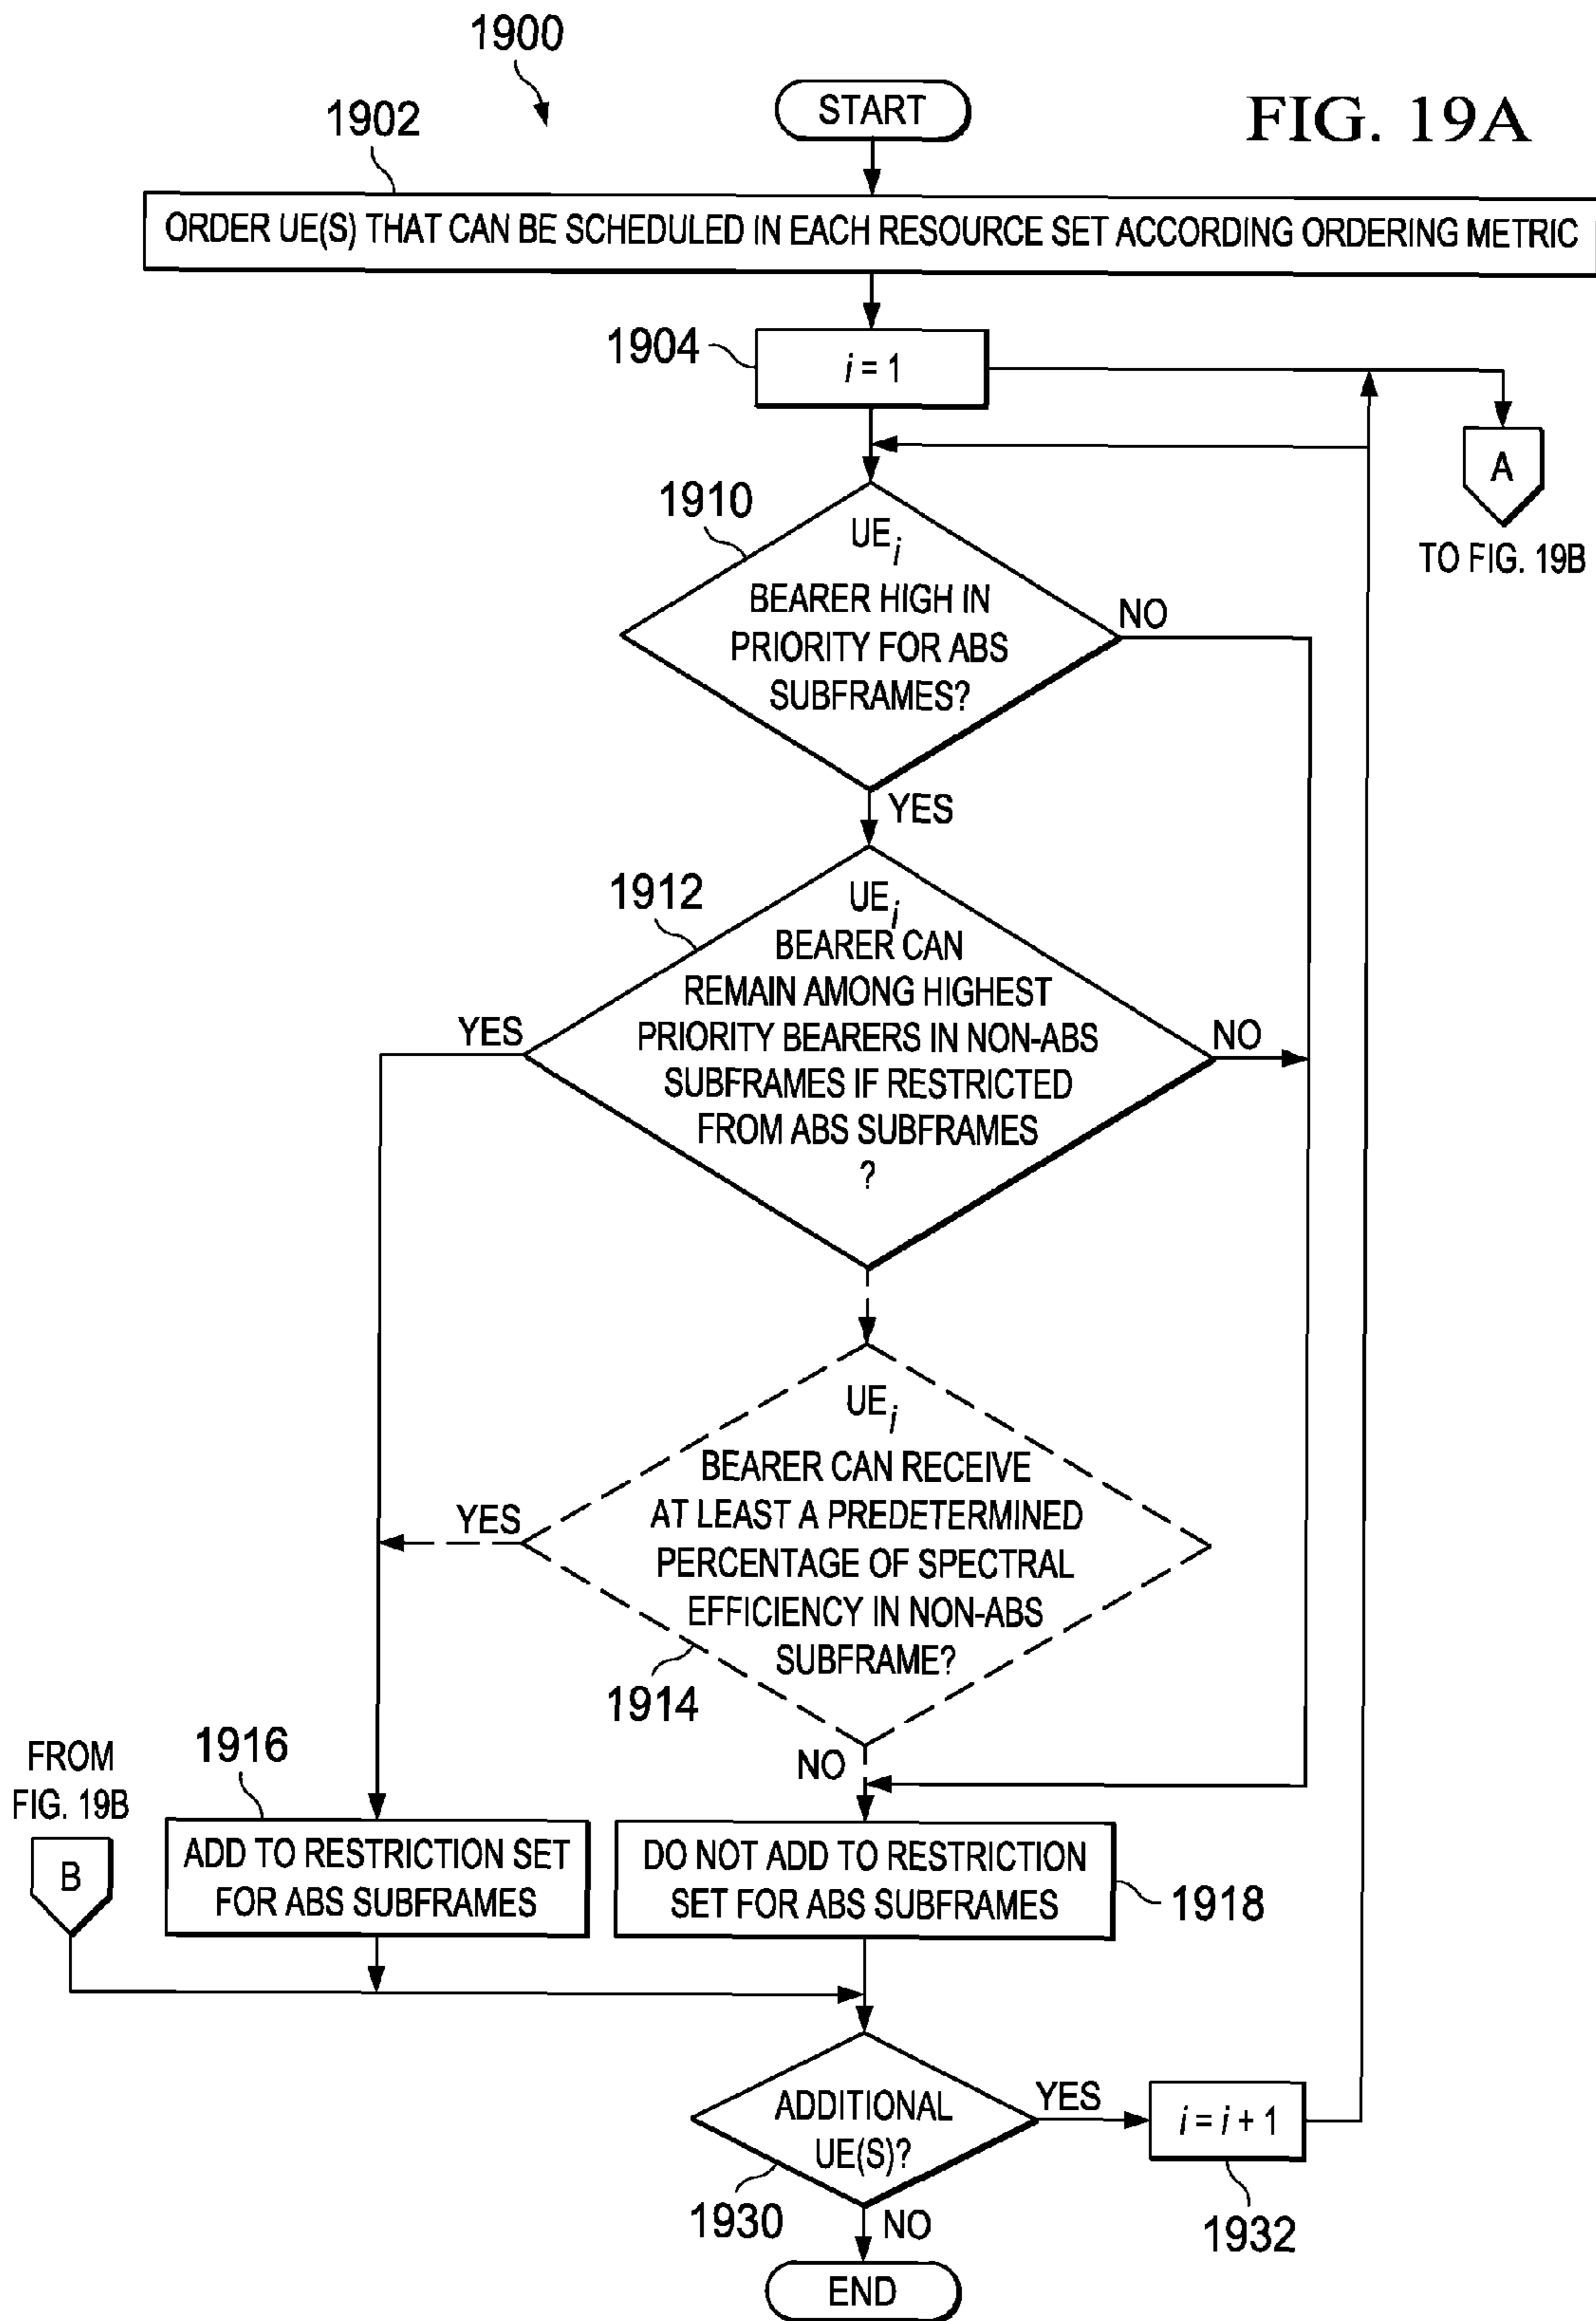 1900
START
FIG. 19A
1902
ORDER UE(S) THAT CAN BE SCHEDULED IN EACH RESOURCE SET ACCORDING ORDERING METRIC
1904
i = 1
A
TO FIG. 19B
1910
UEi
BEARER HIGH IN
PRIORITY FOR ABS
SUBFRAMES?
NO
YES
1912
UEi
BEARER CAN
REMAIN AMONG HIGHEST
PRIORITY BEARERS IN NON-ABS
SUBFRAMES IF RESTRICTED
FROM ABS SUBFRAMES
?
YES
NO
UEi
BEARER CAN RECEIVE
AT LEAST A PREDETERMINED
PERCENTAGE OF SPECTRAL
EFFICIENCY IN NON-ABS
SUBFRAME?
YES
1914
NO
FROM
FIG. 19B
B
1916
ADD TO RESTRICTION SET
FOR ABS SUBFRAMES
DO NOT ADD TO RESTRICTION
SET FOR ABS SUBFRAMES
1918
ADDITIONAL
UE(S)?
YES
i = i + 1
1930
NO
1932
END